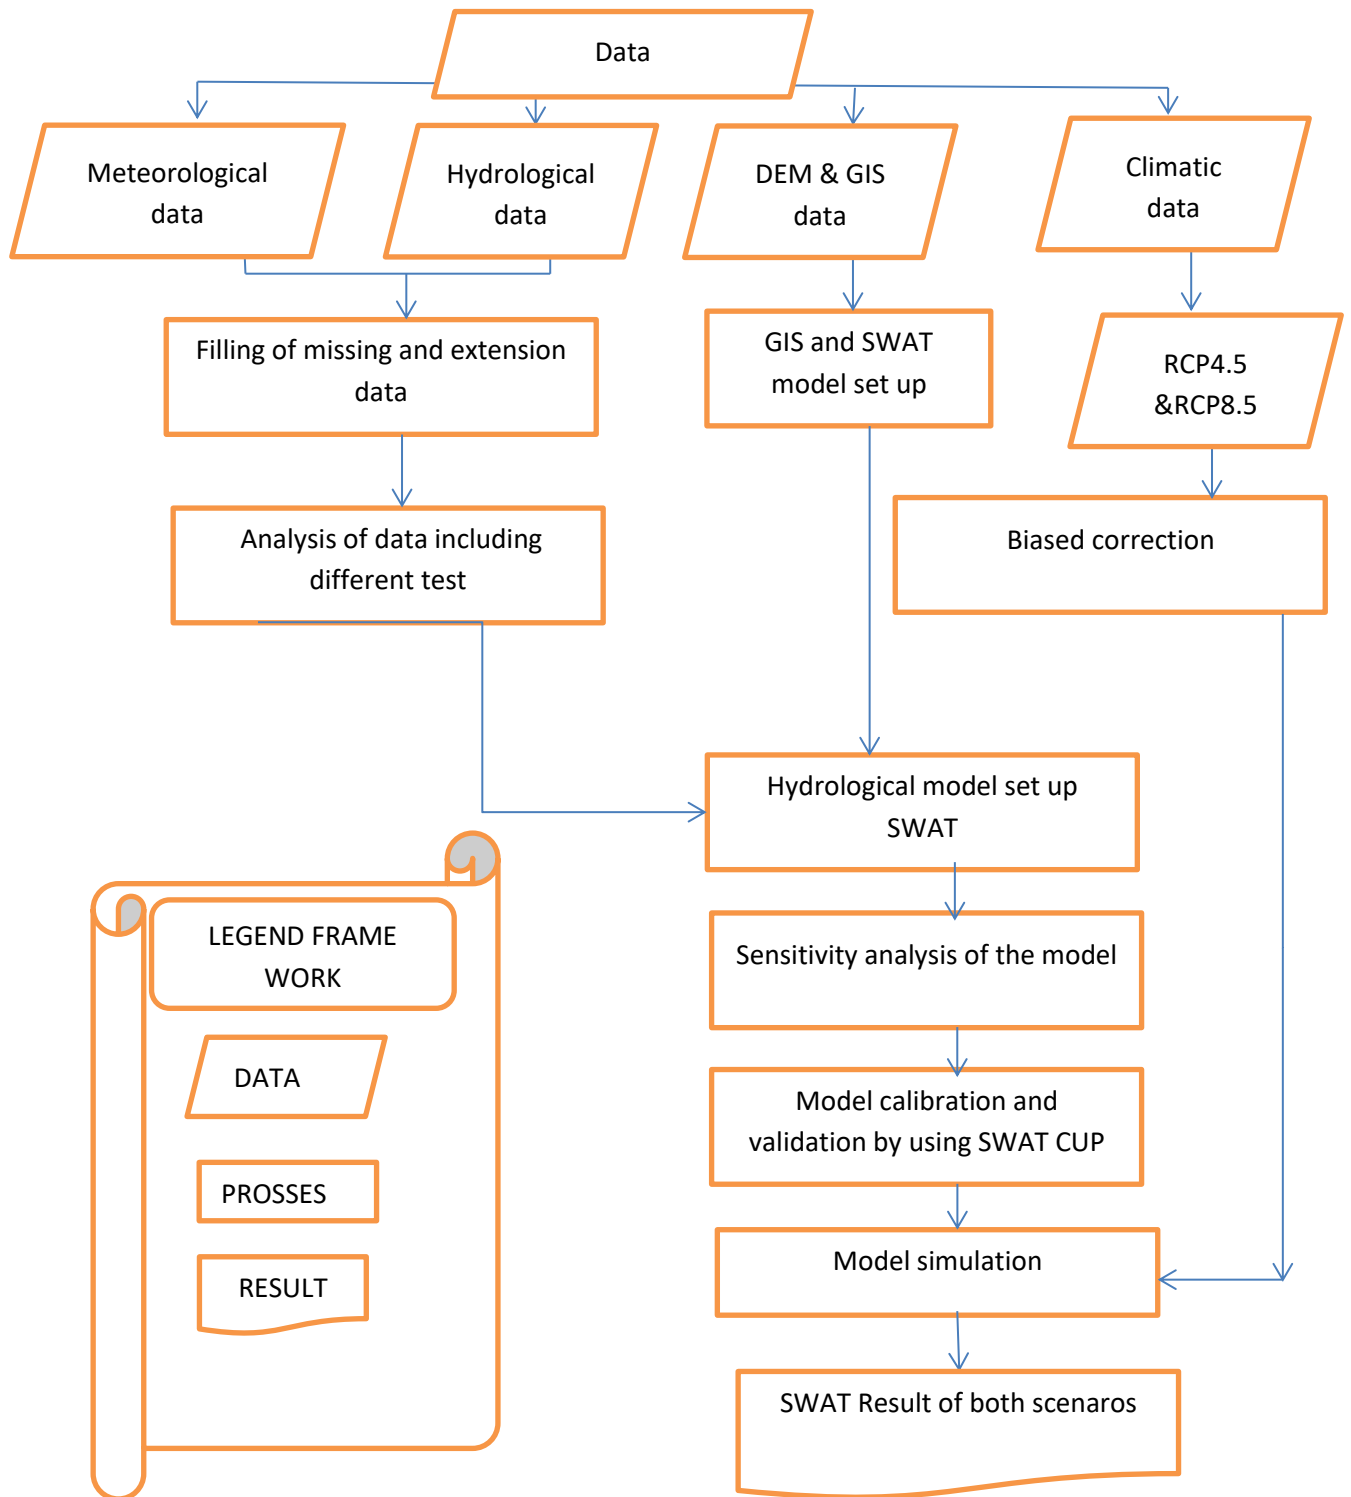 Data
Meteorological
data
Hydrological
data
DEM & GIS
data
Climatic
data
Filling of missing and extension
data
GIS and SWAT
model set up
RCP4.5
&RCP8.5
Analysis of data including
different test
Biased correction
Hydrological model set up
SWAT
Sensitivity analysis of the model
Model calibration and
validation by using SWAT CUP
Model simulation
SWAT Result of both scenaros
LEGEND FRAME
WORK
DATA
PROSSES
RESULT